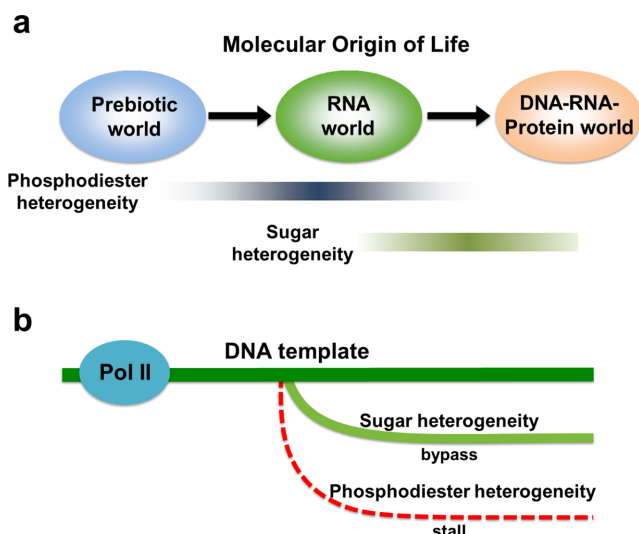 a
Molecular Origin of Life
Prebiotic
world
RNA
world
DNA-RNA-
Protein world
Phosphodiester
heterogeneity
Sugar
heterogeneity
b
DNA template
Pol II
Sugar heterogeneity
bypass
Phosphodiester heterogeneity
stall